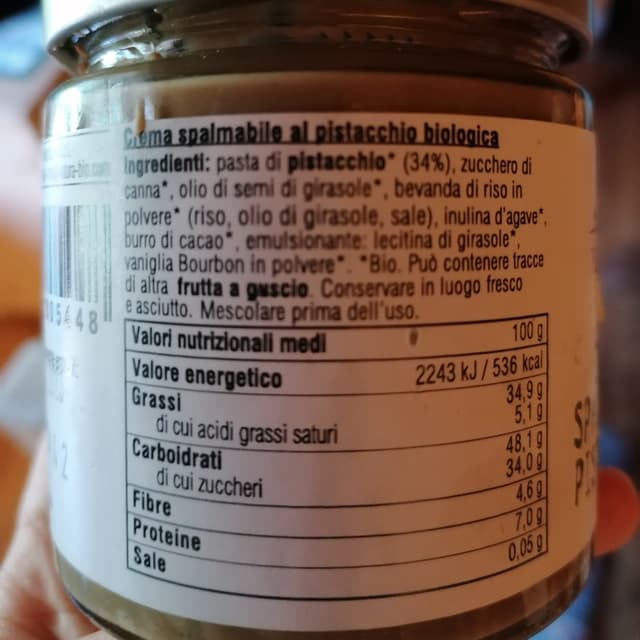 Crema spalmabile al pistacchio biologica
Ingredienti: pasta di pistacchio* (34%), zucchero di
canna*, olio di semi di girasole*, bevanda di riso in
polvere* (riso, olio di girasole, sale), inulina d'agave*,
burro di cacao*, emulsionante: lecitina di girasole*,
vaniglia Bourbon in polvere*. *Bio. Può contenere tracce
di altra frutta a guscio. Conservare in luogo fresco
e asciutto. Mescolare prima dell'uso.
Valori nutrizionali medi 100 g
Valore energetico 2243 kJ / 536 kcal
Grassi 34,9 g
di cui acidi grassi saturi 5,1 g
Carboidrati 48,1 g
di cui zuccheri 34,0 g
Fibre 4,6 g
Proteine 7,0 g
Sale 0,05 g